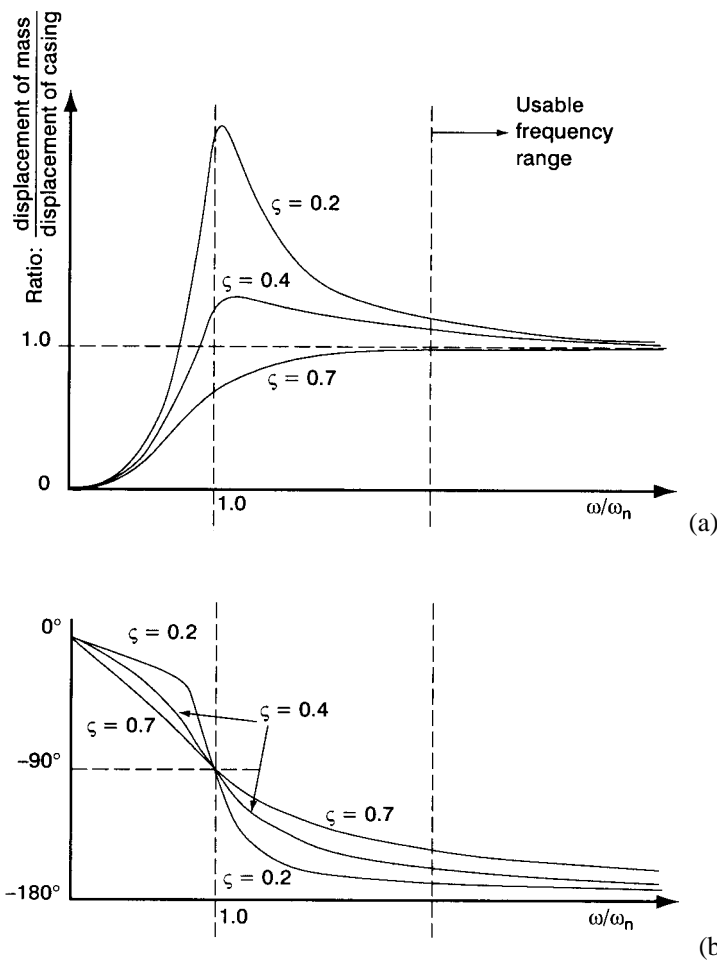 Ratio: displacement of mass
displacement of casing
Usable
frequency
range
ς = 0.2
ς = 0.4
1.0
ς = 0.7
0
1.0
ω/ωn
(a)
0°
ς = 0.2
ς = 0.4
ς = 0.7
−90°
ς = 0.7
ς = 0.2
−180°
1.0
ω/ωn
(b